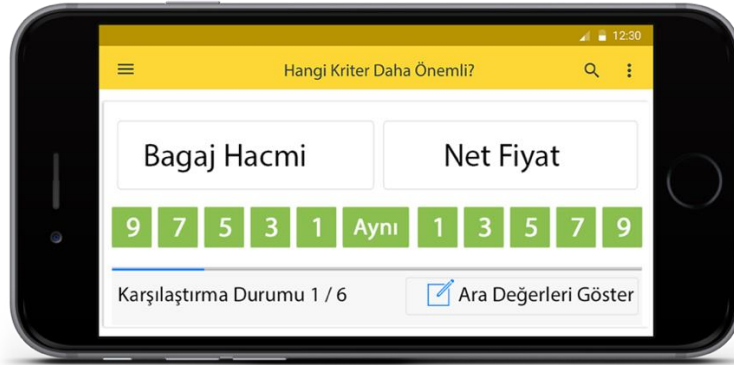 12:30
Hangi Kriter Daha Önemli?
Bagaj Hacmi Net Fiyat
9 7 5 3 1 Aynı 1 3 5 7 9
Karşılaştırma Durumu 1 / 6 Ara Değerleri Göster